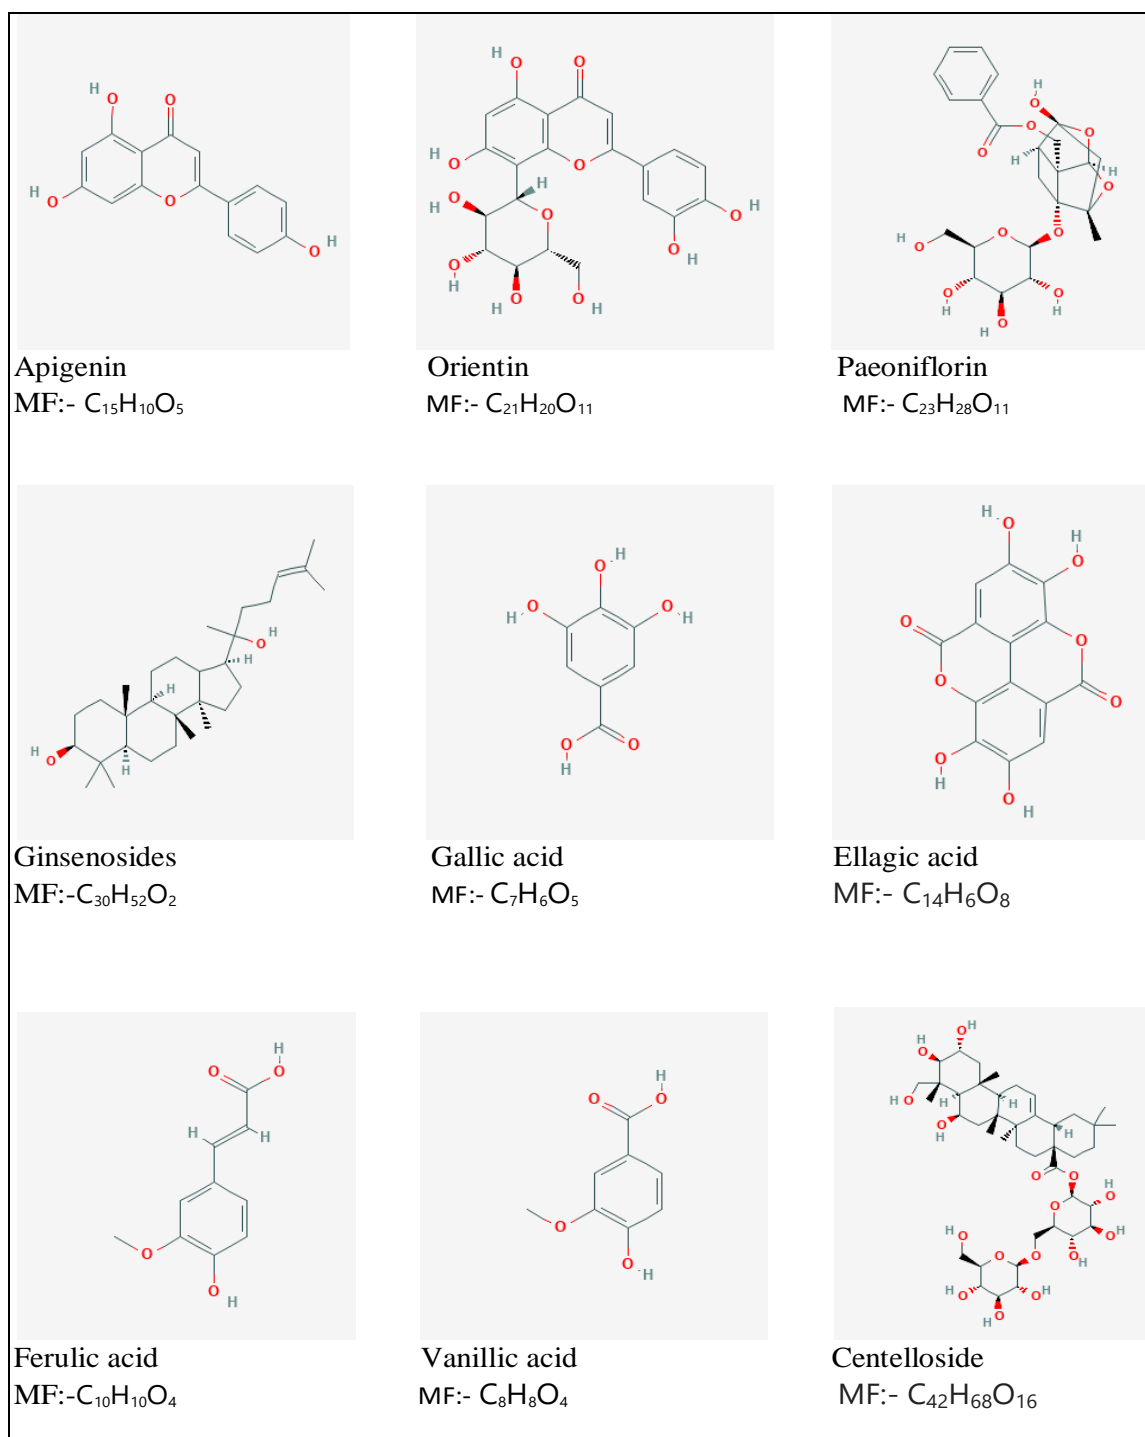 Apigenin
MF:- C₁₅H₁₀O₅
Orientin
MF:- C₂₁H₂₀O₁₁
Paeoniflorin
MF:- C₂₃H₂₈O₁₁
Ginsenosides
MF:-C₃₀H₅₂O₂
Gallic acid
MF:- C₇H₆O₅
Ellagic acid
MF:- C₁₄H₆O₈
Ferulic acid
MF:-C₁₀H₁₀O₄
Vanillic acid
MF:- C₈H₈O₄
Centelloside
MF:- C₄₂H₆₈O₁₆